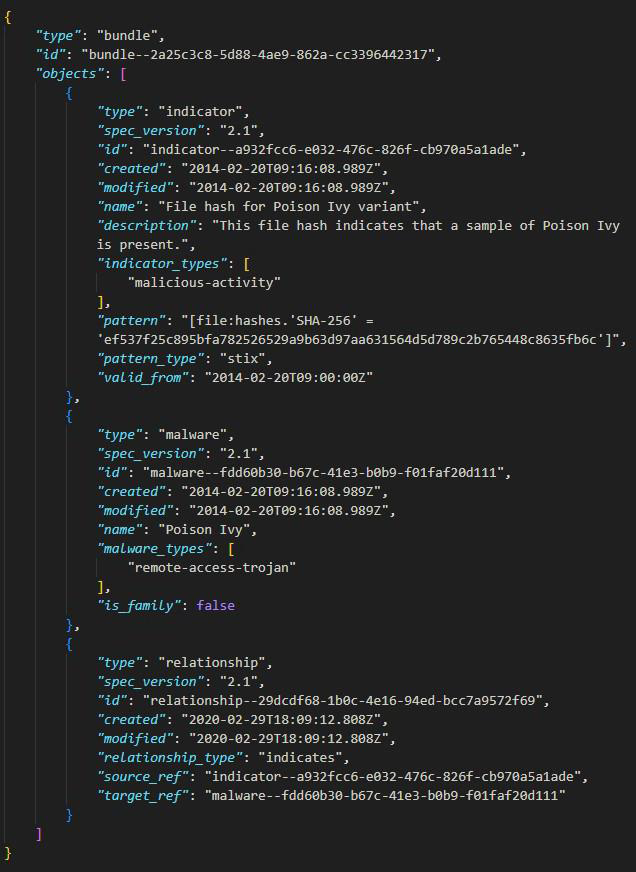 {
"type": "bundle",
"id": "bundle--2a25c3c8-5d88-4ae9-862a-cc3396442317",
"objects": [
{
"type": "indicator",
"spec_version": "2.1",
"id": "indicator--a932fcc6-e032-476c-826f-cb970a5a1ade",
"created": "2014-02-20T09:16:08.989Z",
"modified": "2014-02-20T09:16:08.989Z",
"name": "File hash for Poison Ivy variant",
"description": "This file hash indicates that a sample of Poison Ivy
is present.",
"indicator_types": [
"malicious-activity"
],
"pattern": "[file:hashes.'SHA-256' =
'ef537f25c895bfa782526529a9b63d97aa631564d5d789c2b765448c8635fb6c']",
"pattern_type": "stix",
"valid_from": "2014-02-20T09:00:00Z"
},
{
"type": "malware",
"spec_version": "2.1",
"id": "malware--fdd60b30-b67c-41e3-b0b9-f01faf20d111",
"created": "2014-02-20T09:16:08.989Z",
"modified": "2014-02-20T09:16:08.989Z",
"name": "Poison Ivy",
"malware_types": [
"remote-access-trojan"
],
"is_family": false
},
{
"type": "relationship",
"spec_version": "2.1",
"id": "relationship--29dcdf68-1b0c-4e16-94ed-bcc7a9572f69",
"created": "2020-02-29T18:09:12.808Z",
"modified": "2020-02-29T18:09:12.808Z",
"relationship_type": "indicates",
"source_ref": "indicator--a932fcc6-e032-476c-826f-cb970a5a1ade",
"target_ref": "malware--fdd60b30-b67c-41e3-b0b9-f01faf20d111"
}
]
}